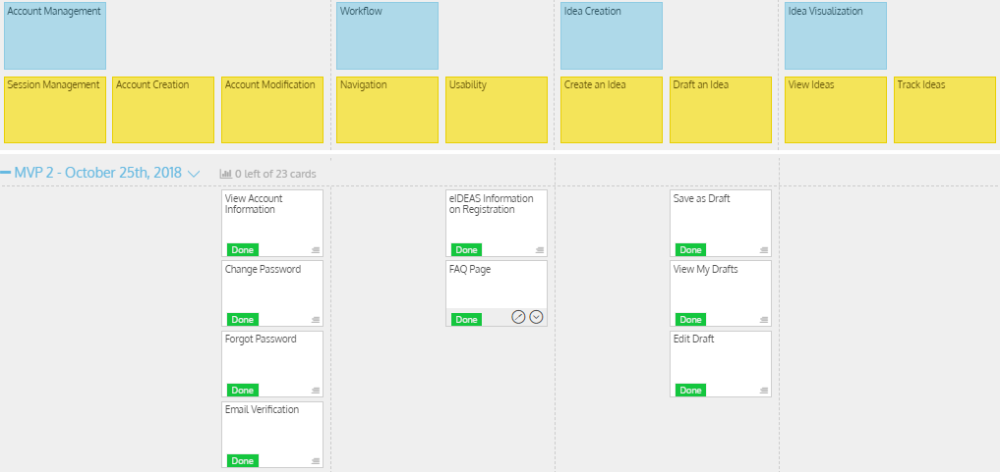 Account Management
Workflow
Idea Creation
Idea Visualization
Session Management
Account Creation
Account Modification
Navigation
Usability
Create an Idea
Draft an Idea
View Ideas
Track Ideas
MVP 2 - October 25th, 2018
0 left of 23 cards
View Account
Information
Done
eIDEAS Information
on Registration
Done
Save as Draft
Done
Change Password
Done
FAQ Page
Done
View My Drafts
Done
Forgot Password
Done
Edit Draft
Done
Email Verification
Done